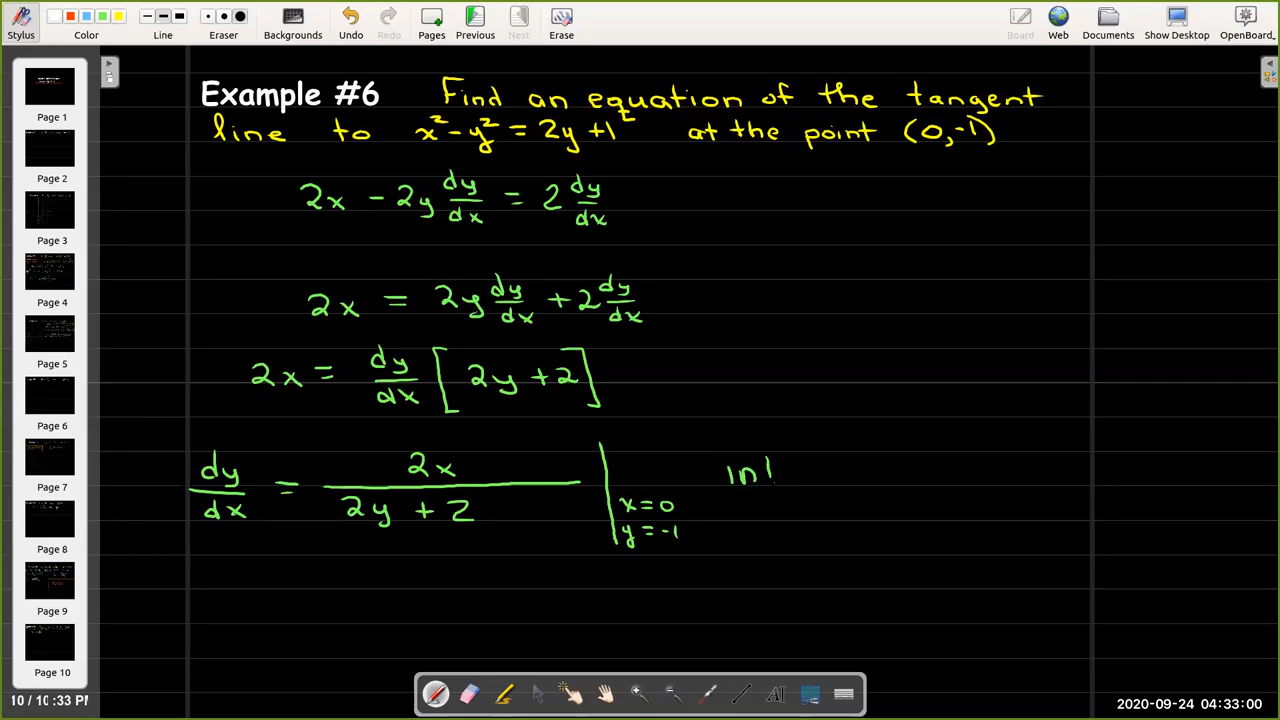 Stylus Color Line Eraser Backgrounds Undo Redo Pages Previous Next Erase Board Web Documents Show Desktop OpenBoard
Page 1
Page 2
Page 3
Page 4
Page 5
Page 6
Page 7
Page 8
Page 9
Page 10
Example #6 Find an equation of the tangent
line to x² - y² = 2y + 1 at the point (0, -1)
2x - 2y dy/dx = 2 dy/dx
2x = 2y dy/dx + 2 dy/dx
2x = dy/dx [ 2y + 2 ]
dy/dx = 2x / 2y + 2 | x = 0 y = -1
10 / 10:33 PM
2020-09-24 04:33:00